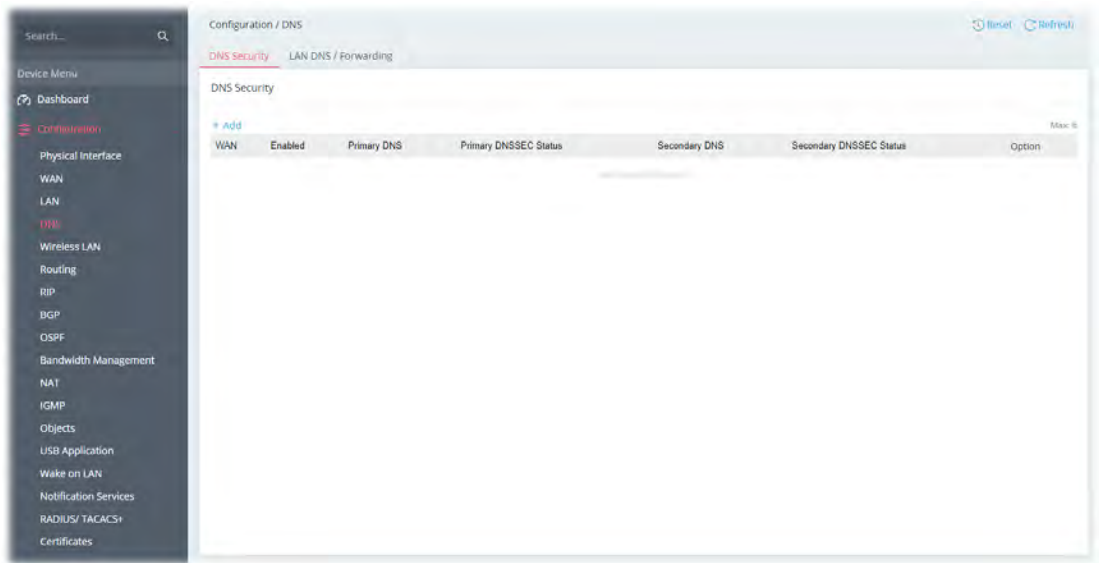 Search...
Configuration / DNS
Reset
Refresh
DNS Security
LAN DNS / Forwarding
Device Menu
DNS Security
Dashboard
+ Add
Max:
Configuration
WAN Enabled Primary DNS Primary DNSSEC Status Secondary DNS Secondary DNSSEC Status Option
Physical Interface
WAN
LAN
DNS
Wireless LAN
Routing
RIP
BGP
OSPF
Bandwidth Management
NAT
IGMP
Objects
USB Application
Wake on LAN
Notification Services
RADIUS/ TACACS+
Certificates